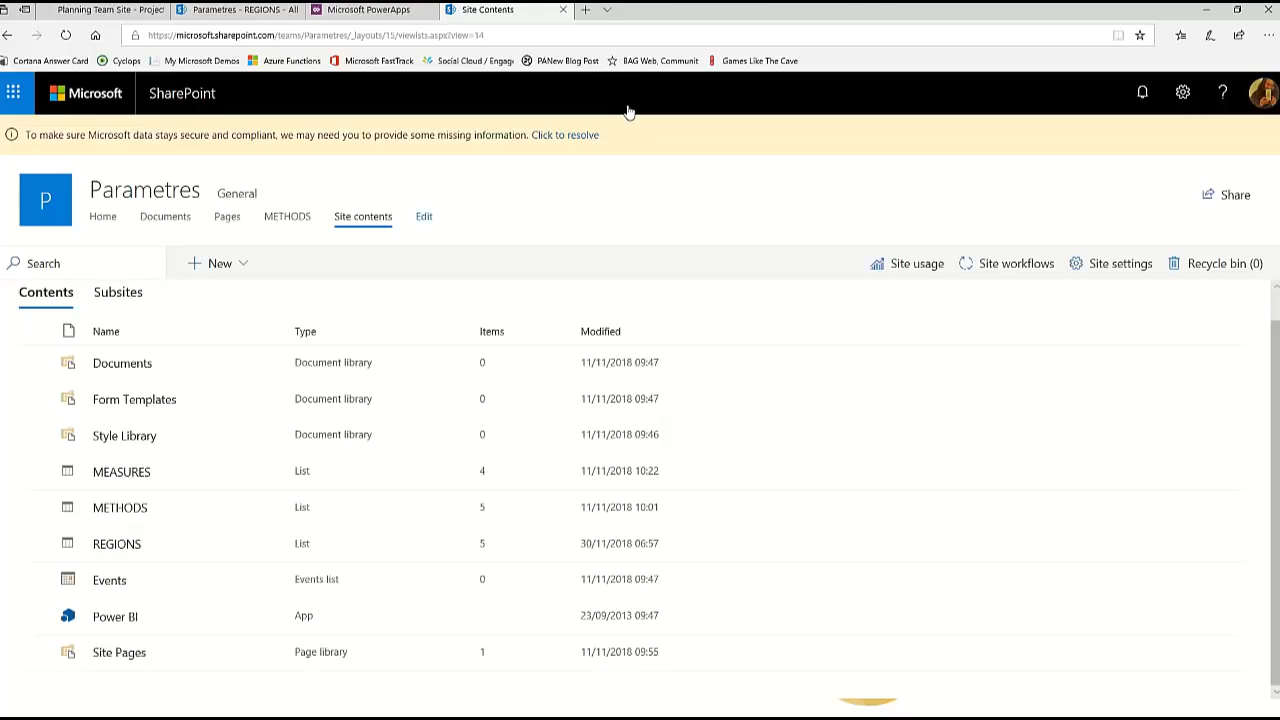 Planning Team Site - Project Parametres - REGIONS - All Microsoft PowerApps Site Contents
https://microsoft.sharepoint.com/teams/Parametres/_layouts/15/viewlsts.aspx?view=14
Cortana Answer Card Cyclops My Microsoft Demos Azure Functions Microsoft FastTrack Social Cloud / Engag PANew Blog Post BAG Web, Communit Games Like The Cave
Microsoft SharePoint ?
To make sure Microsoft data stays secure and compliant, we may need you to provide some missing information. Click to resolve
P Parametres General Share
Home Documents Pages METHODS Site contents Edit
Search + New Site usage Site workflows Site settings Recycle bin (0)
Contents Subsites
Name Type Items Modified
Documents Document library 0 11/11/2018 09:47
Form Templates Document library 0 11/11/2018 09:47
Style Library Document library 0 11/11/2018 09:46
MEASURES List 4 11/11/2018 10:22
METHODS List 5 11/11/2018 10:01
REGIONS List 5 30/11/2018 06:57
Events Events list 0 11/11/2018 09:47
Power BI App 23/09/2013 09:47
Site Pages Page library 1 11/11/2018 09:55